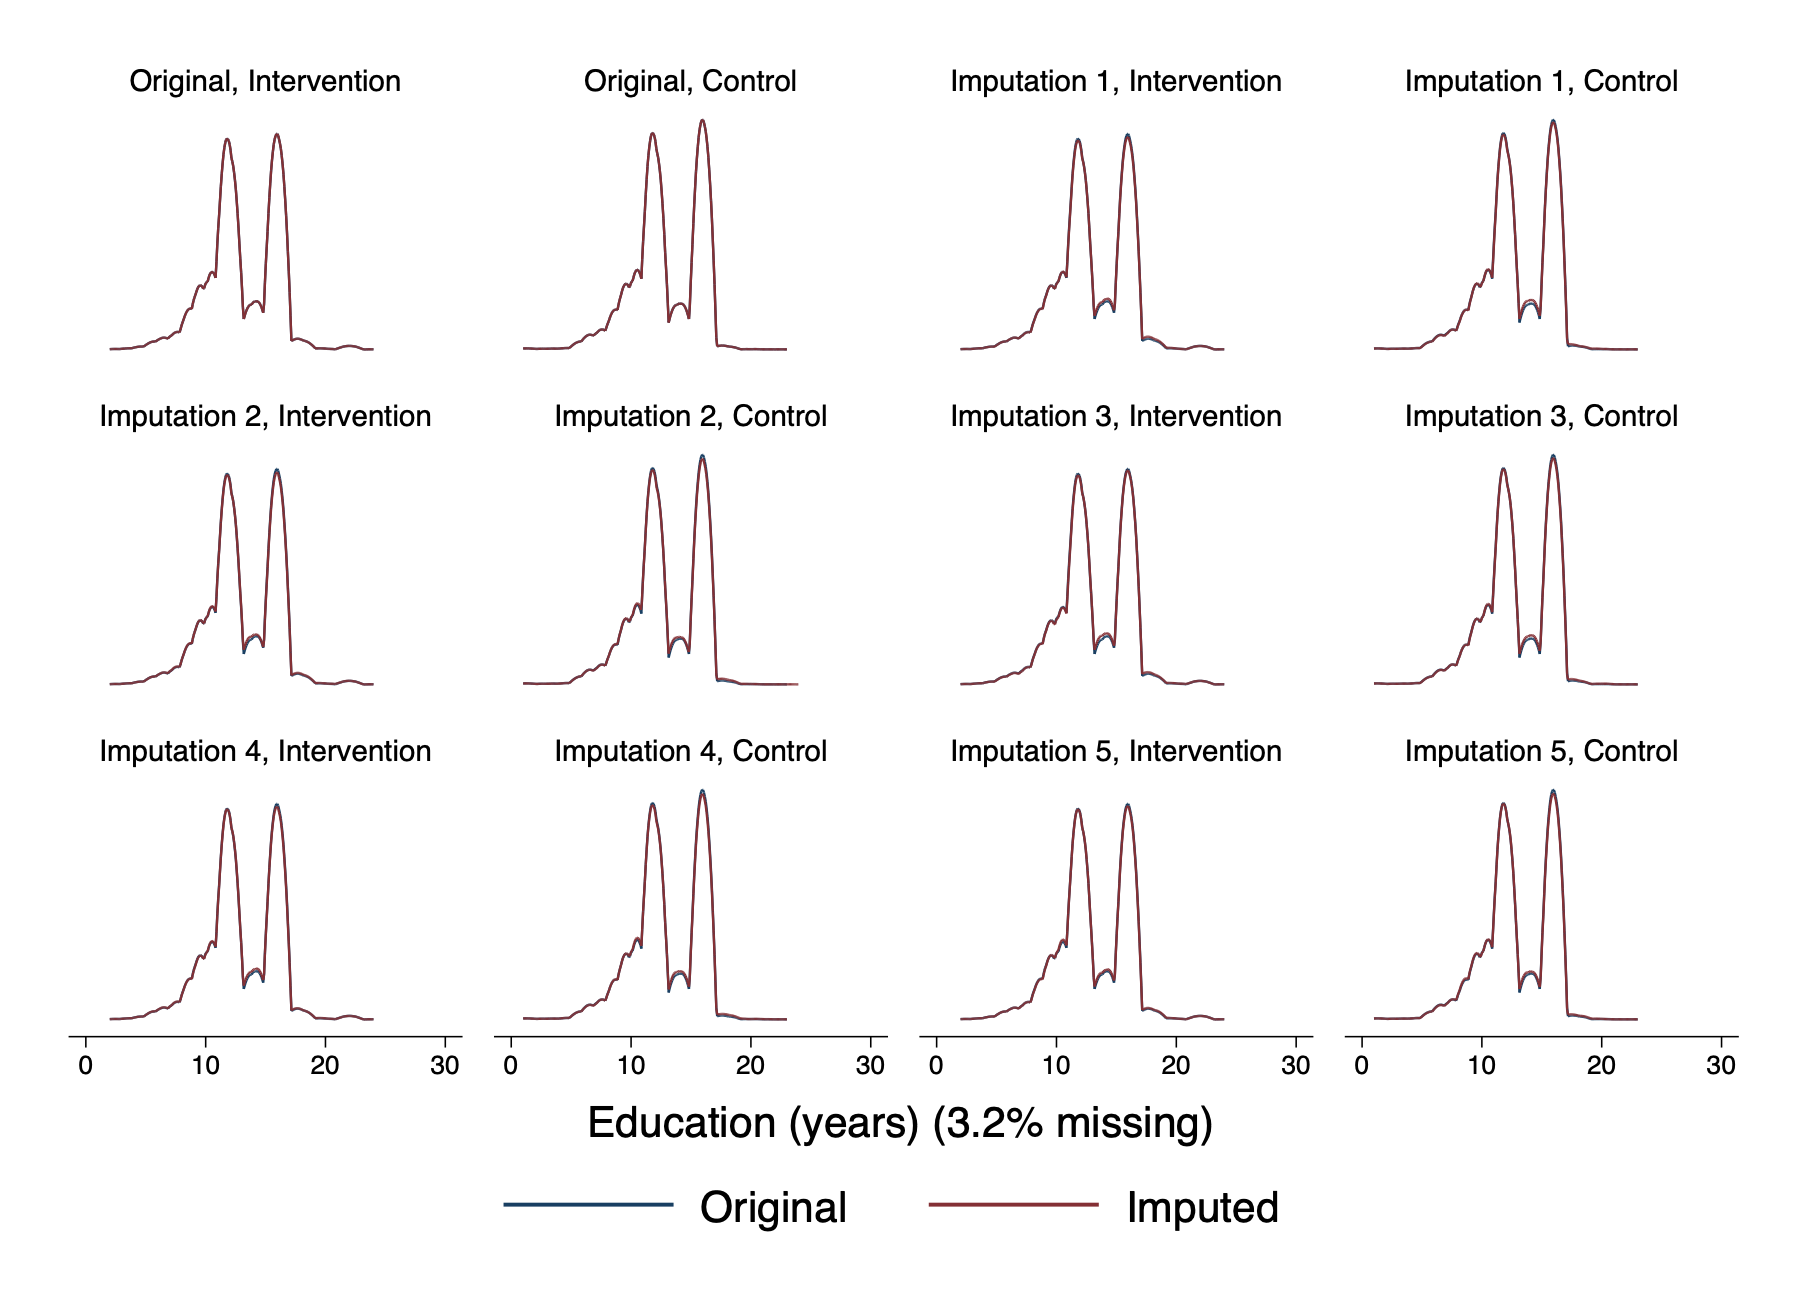 Original, Intervention
Original, Control
Imputation 1, Intervention
Imputation 1, Control
Imputation 2, Intervention
Imputation 2, Control
Imputation 3, Intervention
Imputation 3, Control
Imputation 4, Intervention
Imputation 4, Control
Imputation 5, Intervention
Imputation 5, Control
0 10 20 30
0 10 20 30
0 10 20 30
0 10 20 30
Education (years) (3.2% missing)
Original
Imputed